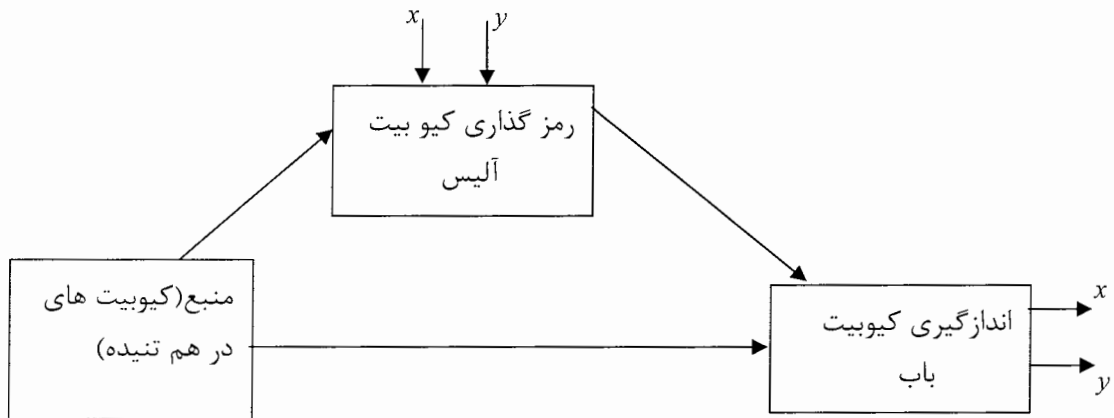 x y
رمز گذاری کیو بیت
آلیس
منبع(کیوبیت های
در هم تنیده)
اندازگیری کیوبیت
باب
x
y